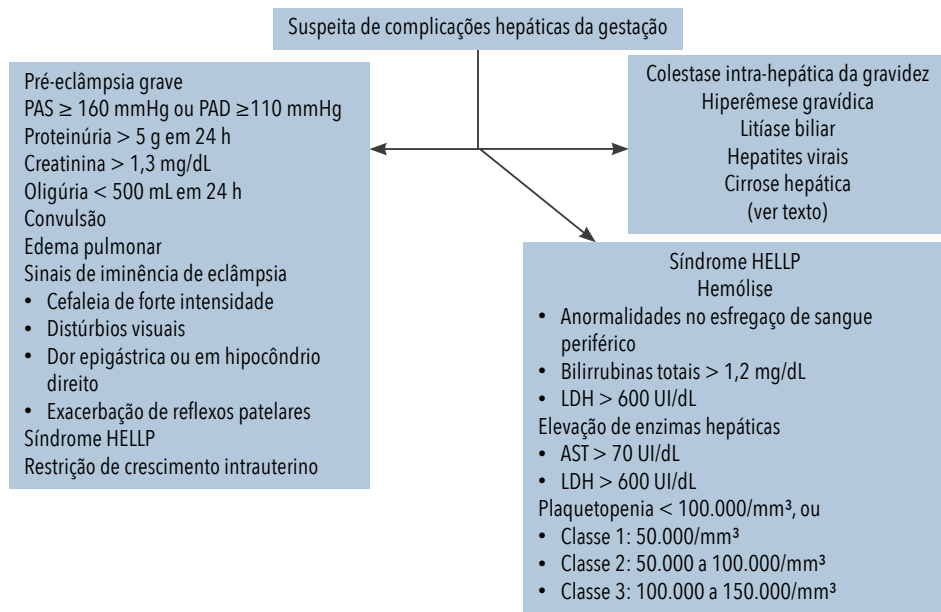 Suspeita de complicações hepáticas da gestação
Pré-eclâmpsia grave
PAS ≥ 160 mmHg ou PAD ≥110 mmHg
Proteinúria > 5 g em 24 h
Creatinina > 1,3 mg/dL
Oligúria < 500 mL em 24 h
Convulsão
Edema pulmonar
Sinais de iminência de eclâmpsia
• Cefaleia de forte intensidade
• Distúrbios visuais
• Dor epigástrica ou em hipocôndrio
direito
• Exacerbação de reflexos patelares
Síndrome HELLP
Restrição de crescimento intrauterino
Colestase intra-hepática da gravidez
Hiperêmese gravídica
Litíase biliar
Hepatites virais
Cirrose hepática
(ver texto)
Síndrome HELLP
Hemólise
• Anormalidades no esfregaço de sangue
periférico
• Bilirrubinas totais > 1,2 mg/dL
• LDH > 600 UI/dL
Elevação de enzimas hepáticas
• AST > 70 UI/dL
• LDH > 600 UI/dL
Plaquetopenia < 100.000/mm³, ou
• Classe 1: 50.000/mm³
• Classe 2: 50.000 a 100.000/mm³
• Classe 3: 100.000 a 150.000/mm³